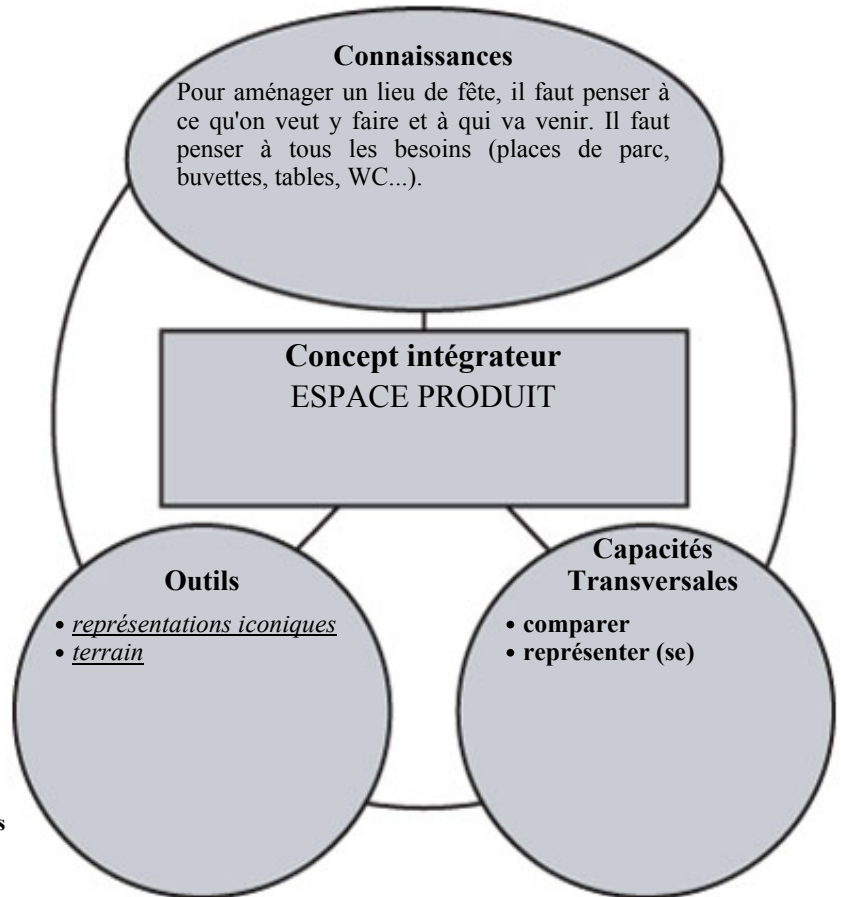 Connaissances
Pour aménager un lieu de fête, il faut penser à
ce qu'on veut y faire et à qui va venir. Il faut
penser à tous les besoins (places de parc,
buvettes, tables, WC...).
Concept intégrateur
ESPACE PRODUIT
Outils
• représentations iconiques
• terrain
Capacités
Transversales
• comparer
• représenter (se)
s